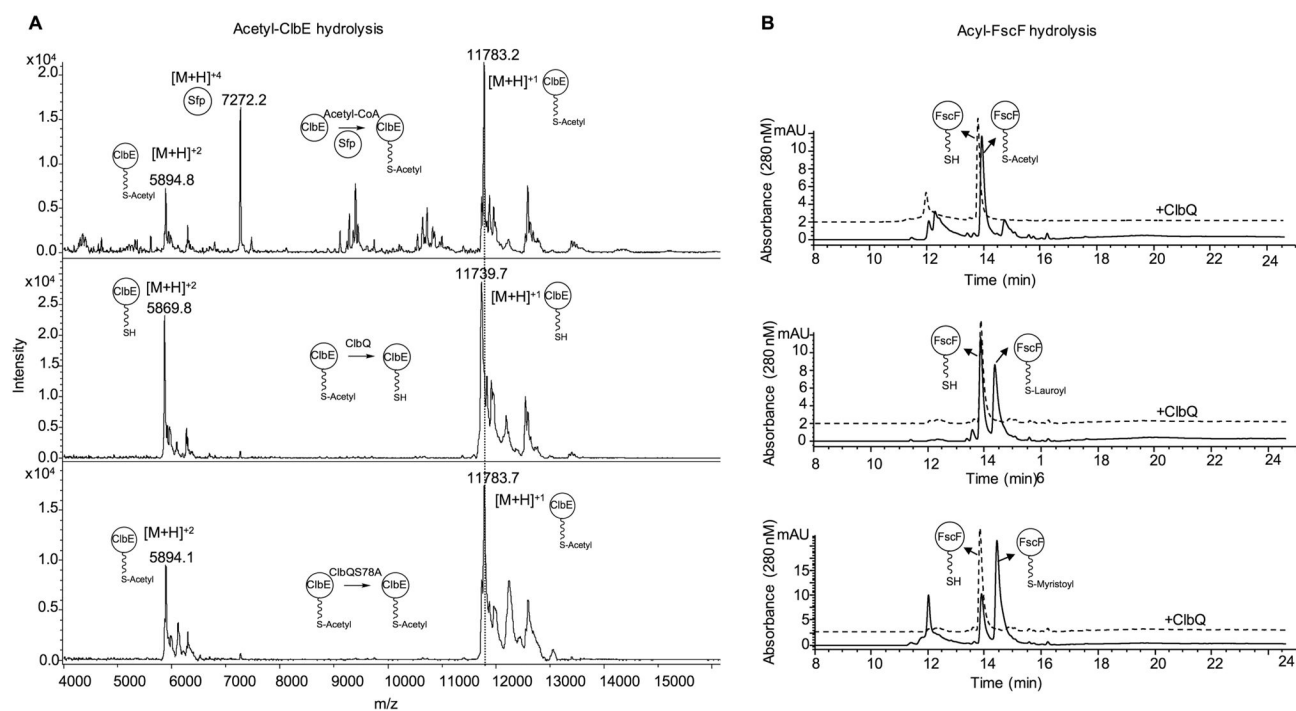 A
Acetyl-ClbE hydrolysis
x10⁴
2.0
1.5
1.0
0.5
0.0
ClbE
S-Acetyl
[M+H]⁺²
5894.8
[M+H]⁺⁴
Sfp
7272.2
ClbE
Acetyl-CoA
Sfp
ClbE
S-Acetyl
11783.2
[M+H]⁺¹
ClbE
S-Acetyl
x10⁴
2.5
2.0
1.5
1.0
0.5
0.0
ClbE
SH
[M+H]⁺²
5869.8
ClbE
S-Acetyl
ClbQ
ClbE
SH
11739.7
[M+H]⁺¹
ClbE
SH
Intensity
x10⁴
1.5
1.0
0.5
0.0
ClbE
S-Acetyl
[M+H]⁺²
5894.1
ClbE
S-Acetyl
ClbQS78A
ClbE
S-Acetyl
11783.7
[M+H]⁺¹
ClbE
S-Acetyl
4000 5000 6000 7000 8000 9000 10000 11000 12000 13000 14000 15000
m/z
B
Acyl-FscF hydrolysis
Absorbance (280 nM)
mAU
10
8
6
4
2
0
FscF
SH
FscF
S-Acetyl
+ClbQ
8 10 12 14 16 18 20 22 24
Time (min)
Absorbance (280 nM)
mAU
10
8
6
4
2
0
FscF
SH
FscF
S-Lauroyl
+ClbQ
8 10 12 14 18 20 22 24
Time (min)6
Absorbance (280 nM)
mAU
15
10
5
0
FscF
SH
FscF
S-Myristoyl
+ClbQ
8 10 12 14 16 18 20 22 24
Time (min)